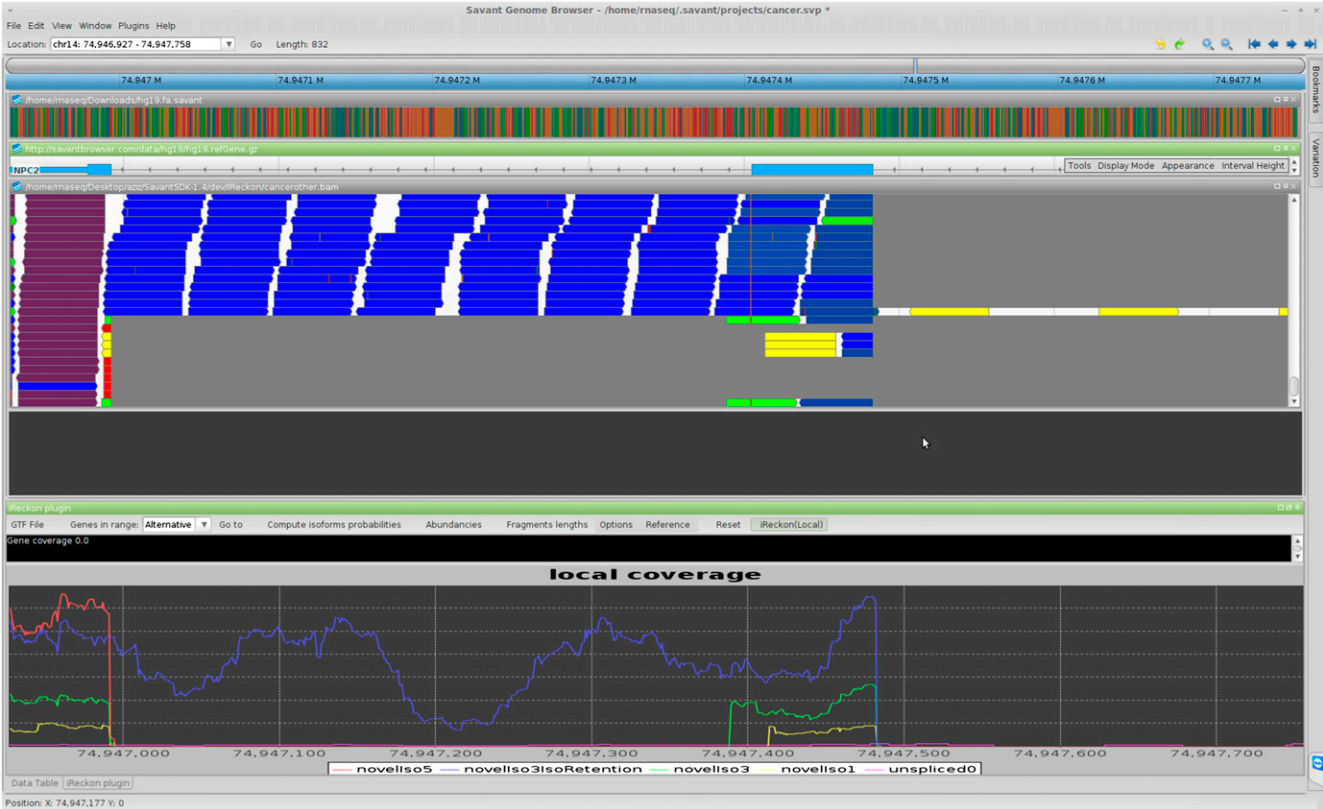 Savant Genome Browser - /home/rnaseq/.savant/projects/cancer.svp *
File Edit View Window Plugins Help
Location: chr14: 74,946,927 - 74,947,758 Go Length: 832
74.947 M 74.9471 M 74.9472 M 74.9473 M 74.9474 M 74.9475 M 74.9476 M 74.9477 M
Bookmarks
/home/rnaseq/Downloads/hg19.fa.savant
Variation
http://savantbrowser.com/data/hg19/hg19.refGene.gz
NPC2 Tools Display Mode Appearance Interval Height
/home/rnaseq/Desktop/aziz/SavantSDK-1.4/dev/iReckon/cancerother.bam
iReckon plugin
GTF File Genes in range: Alternative Go to Compute isoforms probabilities Abundancies Fragments lengths Options Reference Reset iReckon(Local)
Gene coverage 0.0
local coverage
74,947,000 74,947,100 74,947,200 74,947,300 74,947,400 74,947,500 74,947,600 74,947,700
novelIso5 novelIso3IsoRetention novelIso3 novelIso1 unspliced0
Data Table iReckon plugin
Position: X: 74,947,177 Y: 0